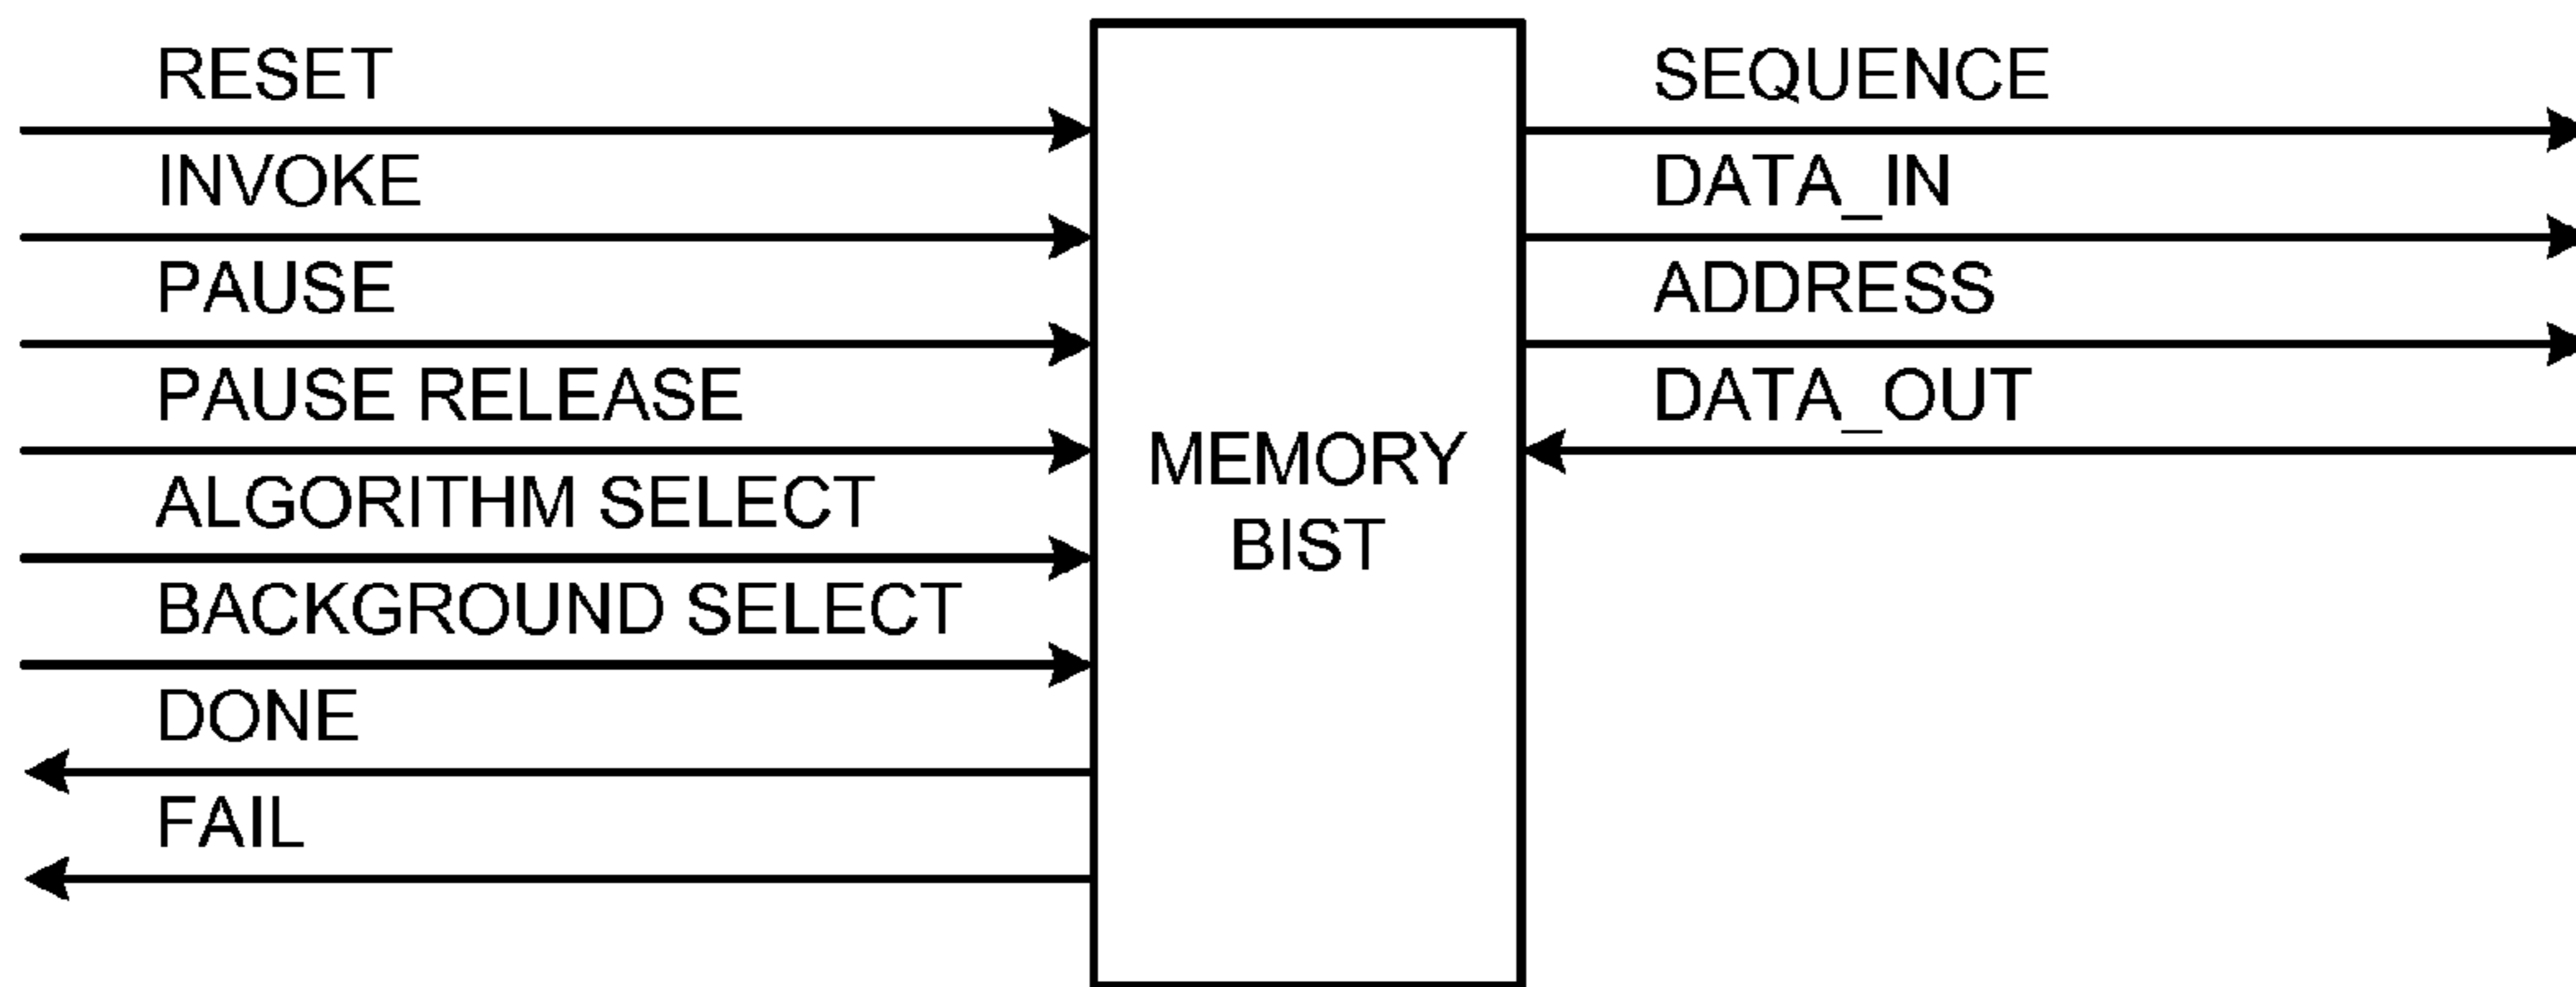 RESET
INVOKE
PAUSE
PAUSE RELEASE
ALGORITHM SELECT
BACKGROUND SELECT
DONE
FAIL
MEMORY
BIST
SEQUENCE
DATA_IN
ADDRESS
DATA_OUT